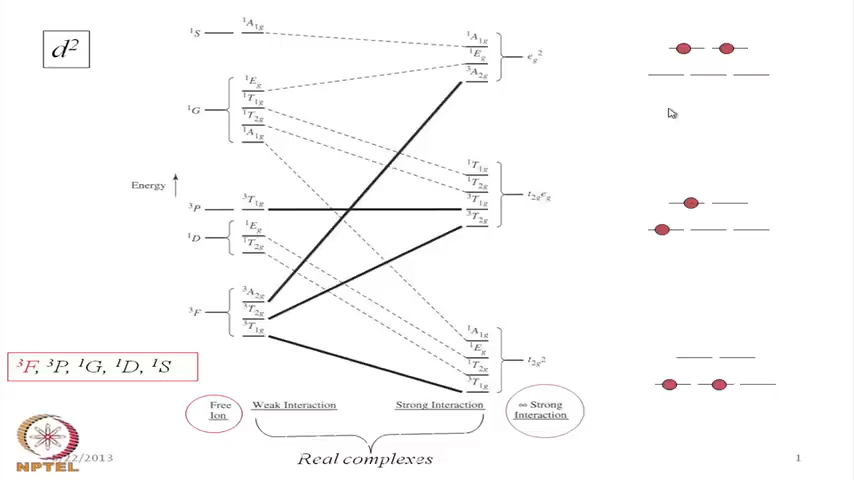 d²
¹S
¹A₁g
¹G
¹Eg
¹T₁g
¹T₂g
¹A₁g
Energy
³P
³T₁g
¹D
¹Eg
¹T₂g
³F
³A₂g
³T₂g
³T₁g
¹A₁g
¹Eg
³A₂g
eg²
¹T₁g
¹T₂g
³T₁g
³T₂g
t₂geg
¹A₁g
¹Eg
¹T₂g
³T₁g
t₂g²
³F, ³P, ¹G, ¹D, ¹S
Free
Ion
Weak Interaction
Strong Interaction
∞ Strong
Interaction
Real complexes
/22/2013
NPTEL
1